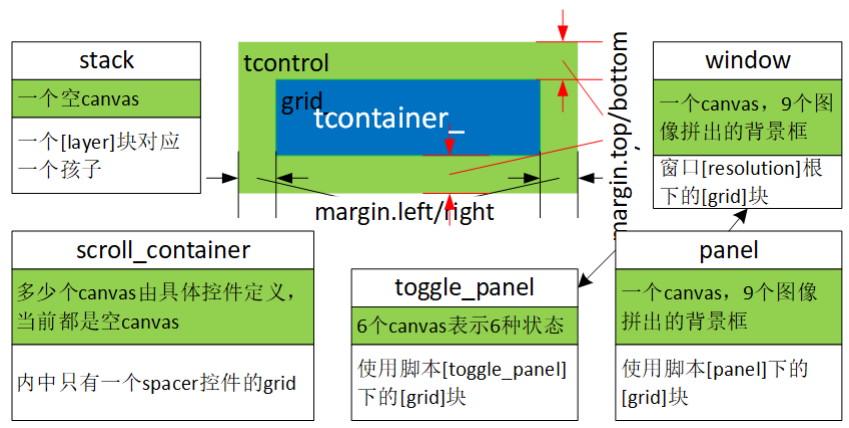 stack
一个空canvas
一个[layer]块对应
一个孩子
tcontrol
grid
tcontainer_
margin.left/right
margin.top/bottom
window
一个canvas，9个图
像拼出的背景框
窗口[resolution]根
下的[grid]块
scroll_container
多少个canvas由具体控件定义，
当前都是空canvas
内中只有一个spacer控件的grid
toggle_panel
6个canvas表示6种状态
使用脚本[toggle_panel]
下的[grid]块
panel
一个canvas，9个图像
拼出的背景框
使用脚本[panel]下的
[grid]块